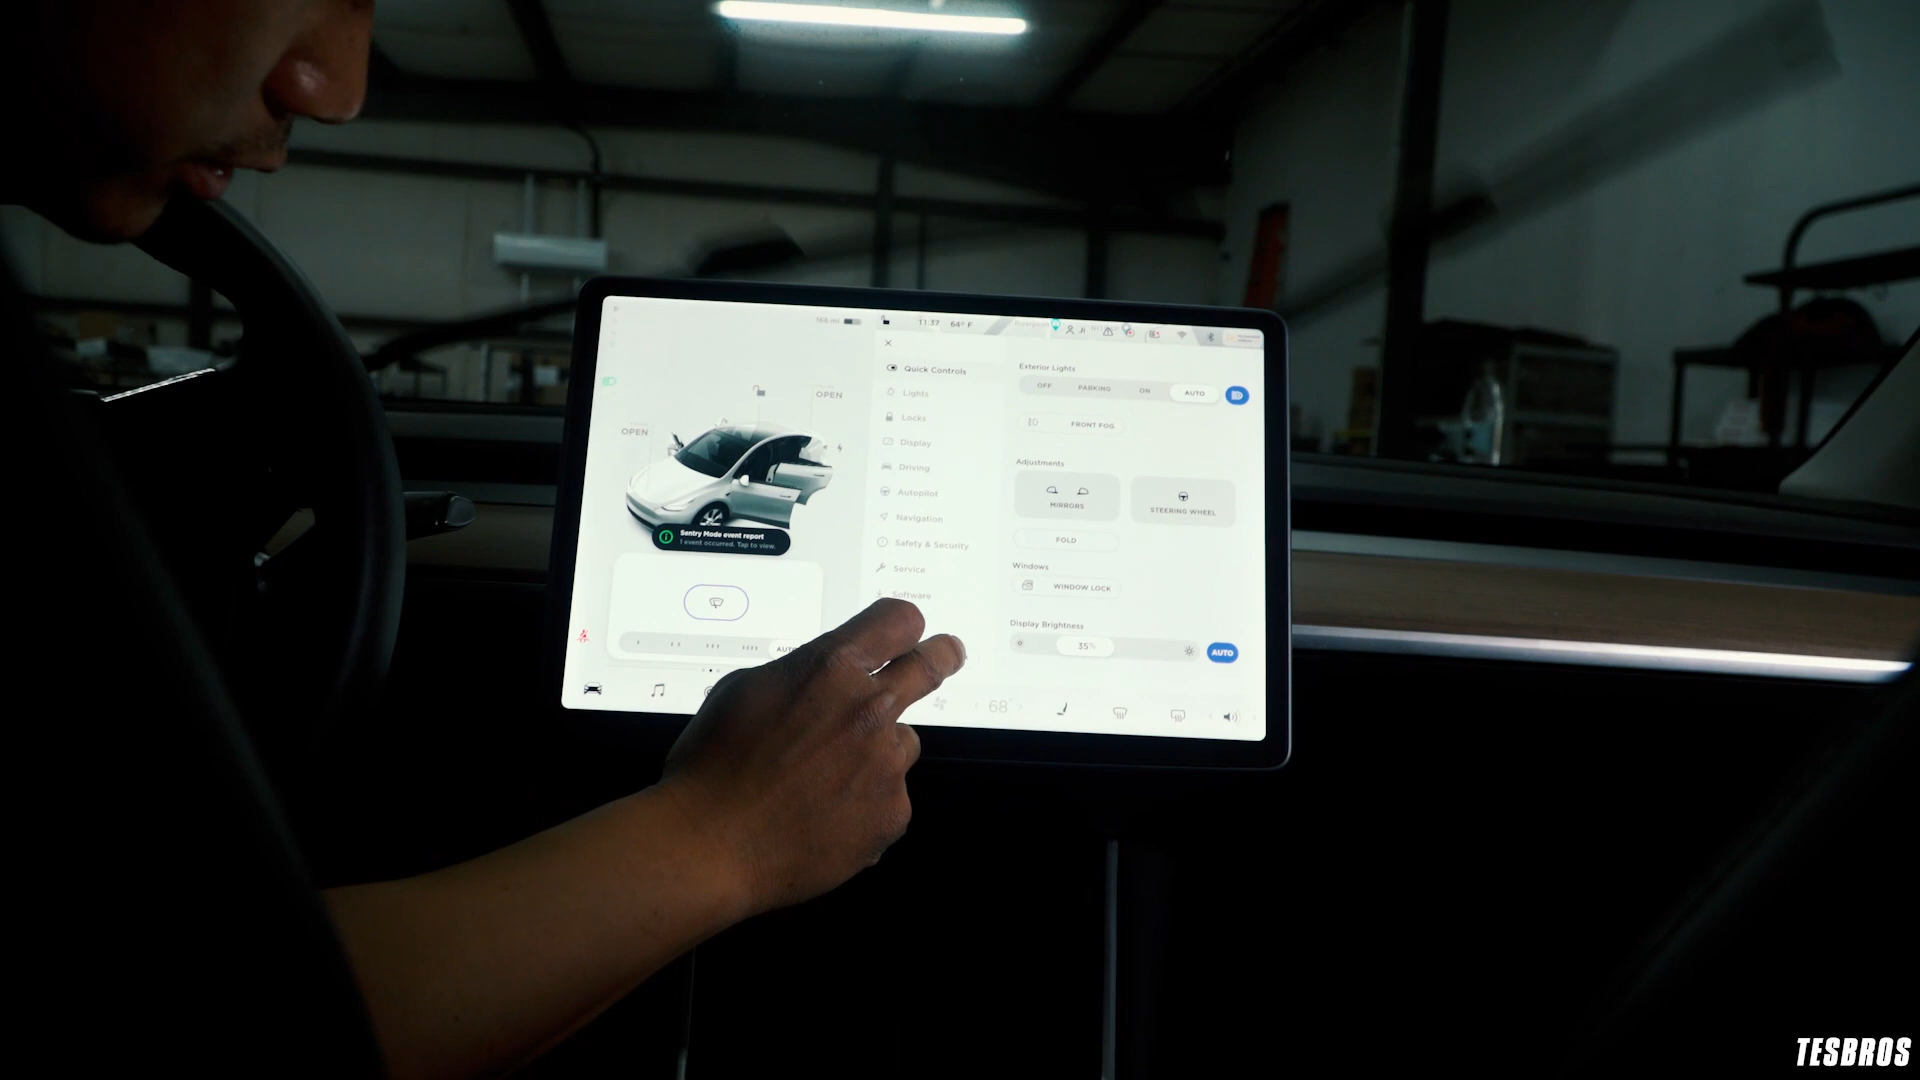 11:37 64° F
Quick Controls
Lights
Locks
Display
Driving
Autopilot
Navigation
Safety & Security
Service
Software
OPEN
OPEN
Sentry Mode event report
1 event occurred. Tap to view.
AUTO
Exterior Lights
OFF PARKING ON AUTO
FRONT FOG
Adjustments
MIRRORS STEERING WHEEL
FOLD
Windows
WINDOW LOCK
Display Brightness
35% AUTO
68°
TESBROS